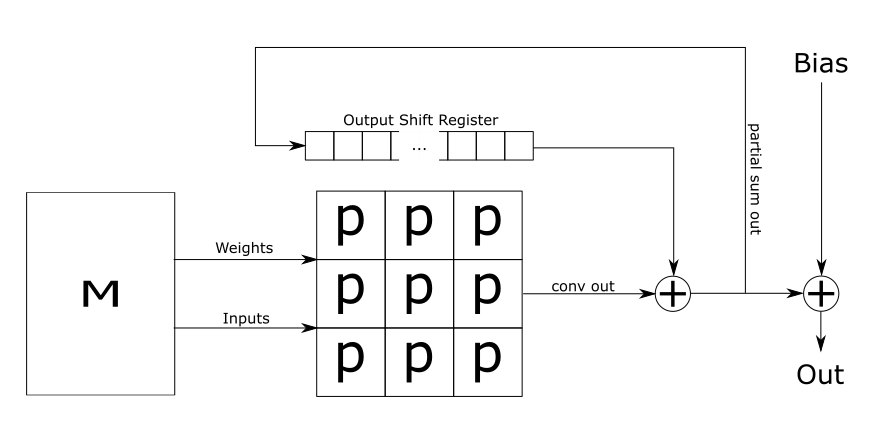 Bias
Output Shift Register
...
partial sum out
p p p
Weights
M
p p p
conv out
+
+
Inputs
p p p
Out